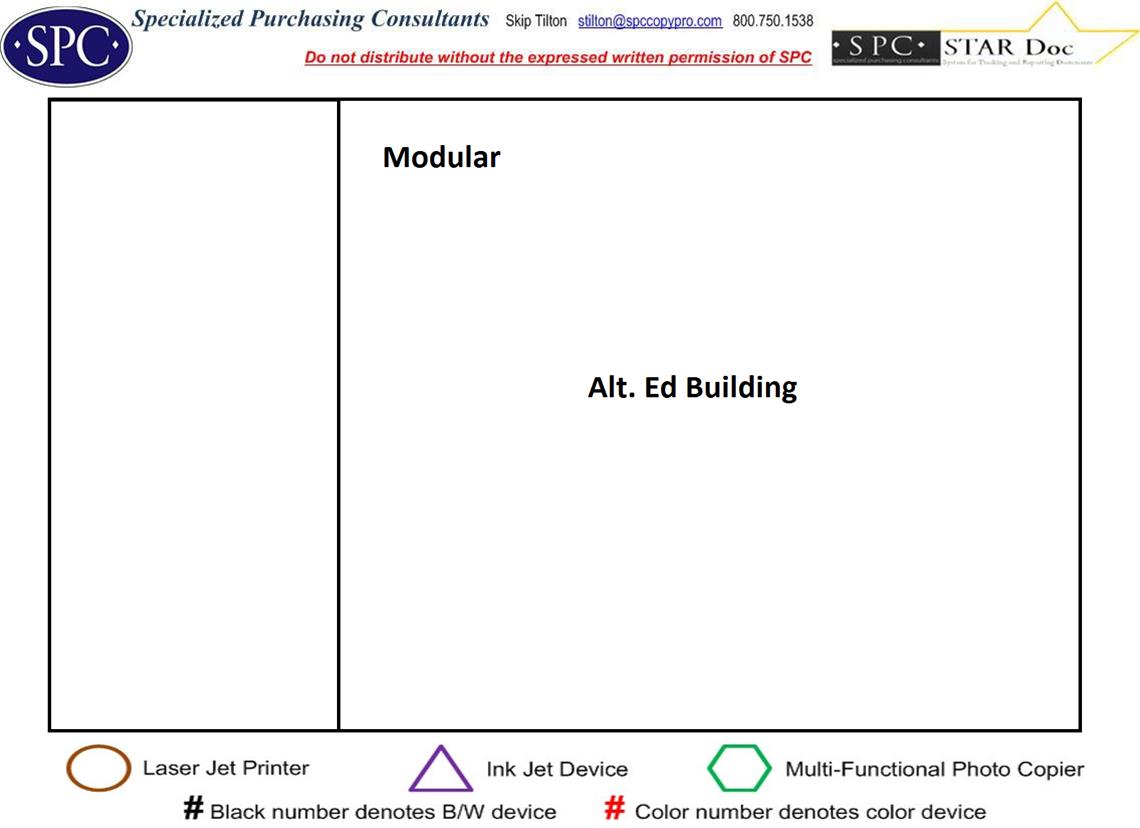 SPC
Specialized Purchasing Consultants Skip Tilton stilton@spccopypro.com 800.750.1538
Do not distribute without the expressed written permission of SPC
SPC STAR Doc
specialized purchasing consultants System for Tracking and Reporting Documents
Modular
Alt. Ed Building
Laser Jet Printer Ink Jet Device Multi-Functional Photo Copier
# Black number denotes B/W device # Color number denotes color device